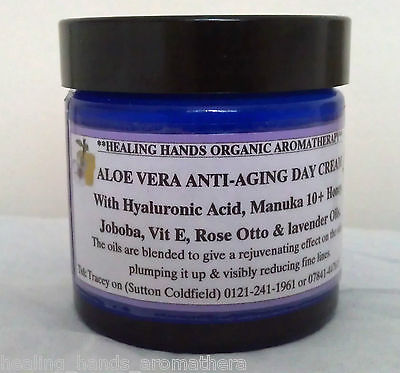 **HEALING HANDS ORGANIC AROMATHERAPY**
ALOE VERA ANTI-AGING DAY CREAM
With Hyaluronic Acid, Manuka 10+ Honey
Joboba, Vit E, Rose Otto & lavender Oils.
The oils are blended to give a rejuvenating effect on the
plumping it up & visibly reducing fine lines.
Tel: Tracey on (Sutton Coldfield) 0121-241-1961 or
healing_hands_aromathera